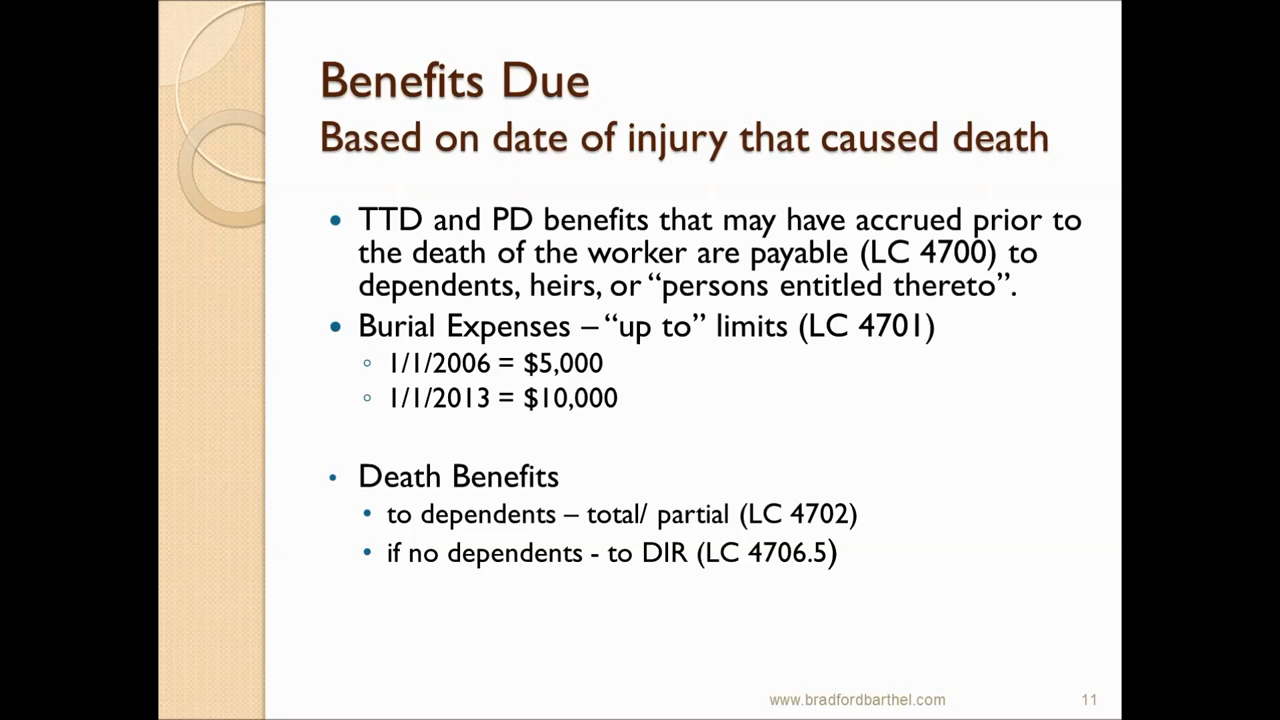 Benefits Due
Based on date of injury that caused death
• TTD and PD benefits that may have accrued prior to
the death of the worker are payable (LC 4700) to
dependents, heirs, or “persons entitled thereto”.
• Burial Expenses – “up to” limits (LC 4701)
◦ 1/1/2006 = $5,000
◦ 1/1/2013 = $10,000
• Death Benefits
• to dependents – total/ partial (LC 4702)
• if no dependents - to DIR (LC 4706.5)
www.bradfordbarthel.com 11